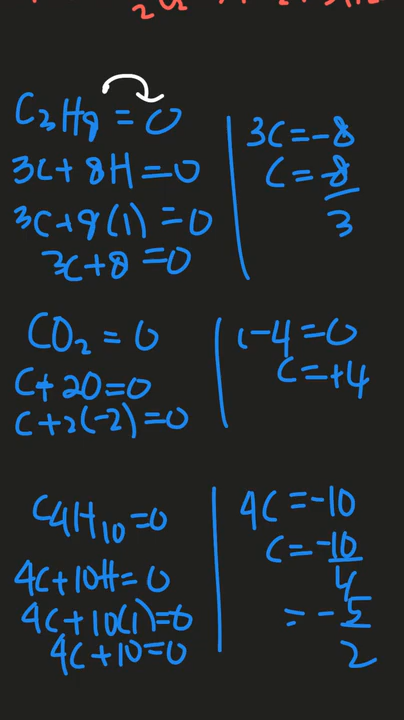 C3H8 = 0
3C + 8H = 0
3C + 8(1) = 0
3C + 8 = 0
3C = -8
C = -8
3
CO2 = 0
C + 2O = 0
C + 2(-2) = 0
C-4 = 0
C = +4
C4H10 = 0
4C + 10H = 0
4C + 10(1) = 0
4C + 10 = 0
4C = -10
C = -10
4
= -5
2